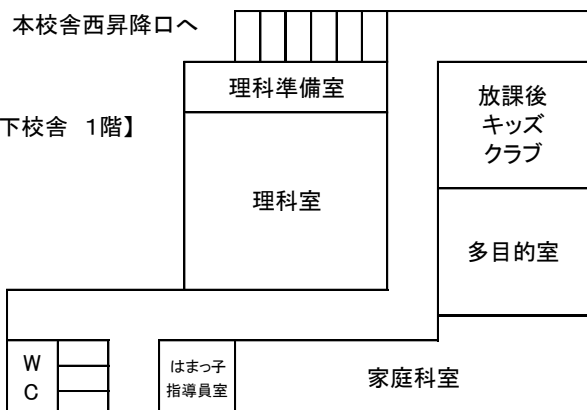 本校舎西昇降口へ
理科準備室
放課後
キッズ
クラブ
下校舎 1階】
理科室
多目的室
W
C
はまっ子
指導員室
家庭科室